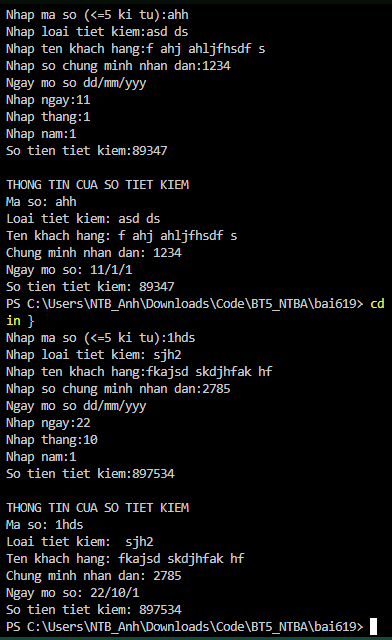 Nhap ma so (<=5 ki tu):ahh
Nhap loai tiet kiem:asd ds
Nhap ten khach hang:f ahj ahljfhsdf s
Nhap so chung minh nhan dan:1234
Ngay mo so dd/mm/yyy
Nhap ngay:11
Nhap thang:1
Nhap nam:1
So tien tiet kiem:89347

THONG TIN CUA SO TIET KIEM
Ma so: ahh
Loai tiet kiem: asd ds
Ten khach hang: f ahj ahljfhsdf s
Chung minh nhan dan: 1234
Ngay mo so: 11/1/1
So tien tiet kiem: 89347
PS C:\Users\NTB_Anh\Downloads\Code\BT5_NTBA\bai619> cd
in }
Nhap ma so (<=5 ki tu):1hds
Nhap loai tiet kiem: sjh2
Nhap ten khach hang:fkajsd skdjhfak hf
Nhap so chung minh nhan dan:2785
Ngay mo so dd/mm/yyy
Nhap ngay:22
Nhap thang:10
Nhap nam:1
So tien tiet kiem:897534

THONG TIN CUA SO TIET KIEM
Ma so: 1hds
Loai tiet kiem:  sjh2
Ten khach hang: fkajsd skdjhfak hf
Chung minh nhan dan: 2785
Ngay mo so: 22/10/1
So tien tiet kiem: 897534
PS C:\Users\NTB_Anh\Downloads\Code\BT5_NTBA\bai619>